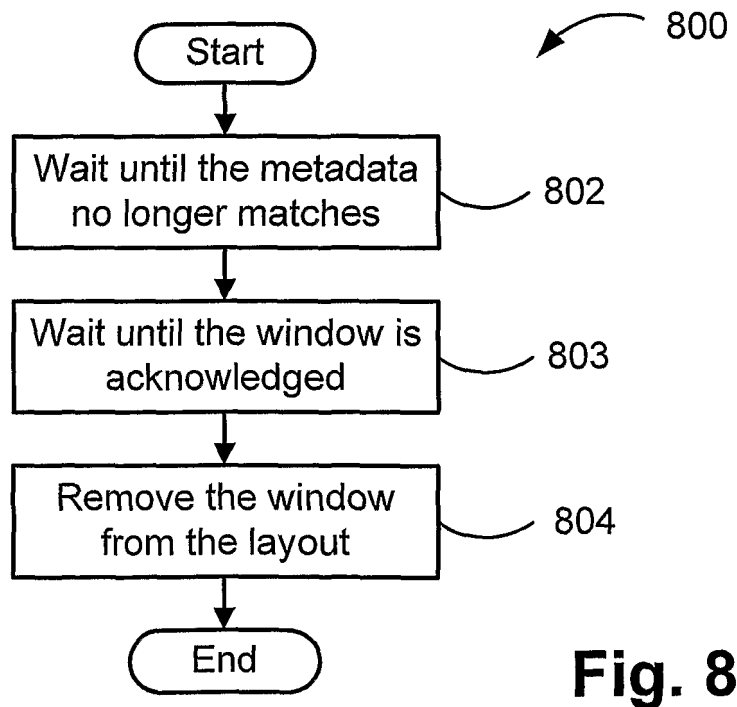 Start
800
Wait until the metadata
no longer matches
802
Wait until the window is
acknowledged
803
Remove the window
from the layout
804
End
Fig. 8